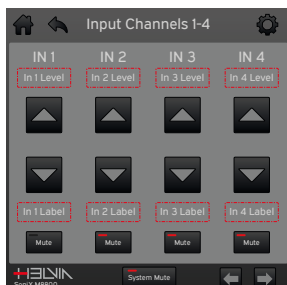 Input Channels 1-4
IN 1 IN 2 IN 3 IN 4
In 1 Level In 2 Level In 3 Level In 4 Level
In 1 Label In 2 Label In 3 Label In 4 Label
Mute Mute Mute Mute
HELVIA System Mute